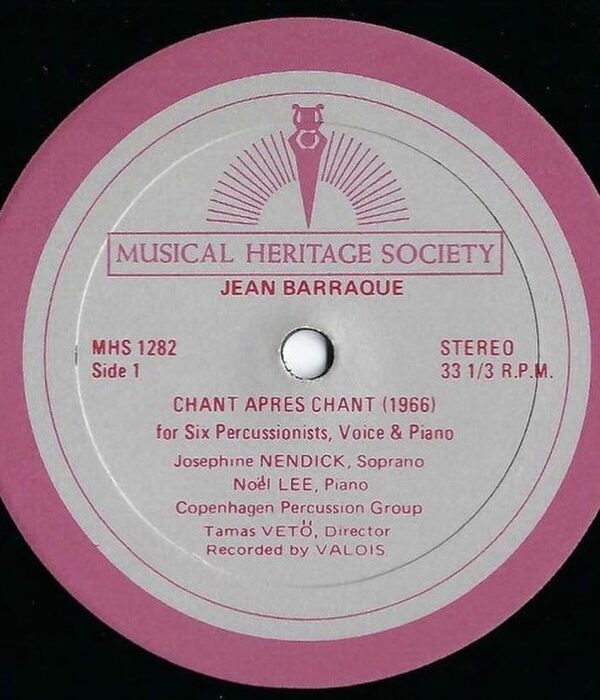 MUSICAL HERITAGE SOCIETY
JEAN BARRAQUE
MHS 1282
Side 1
STEREO
33 1/3 R.P.M.
CHANT APRES CHANT (1966)
for Six Percussionists, Voice & Piano
Josephine NENDICK, Soprano
Noël LEE, Piano
Copenhagen Percussion Group
Tamas VETÖ, Director
Recorded by VALOIS